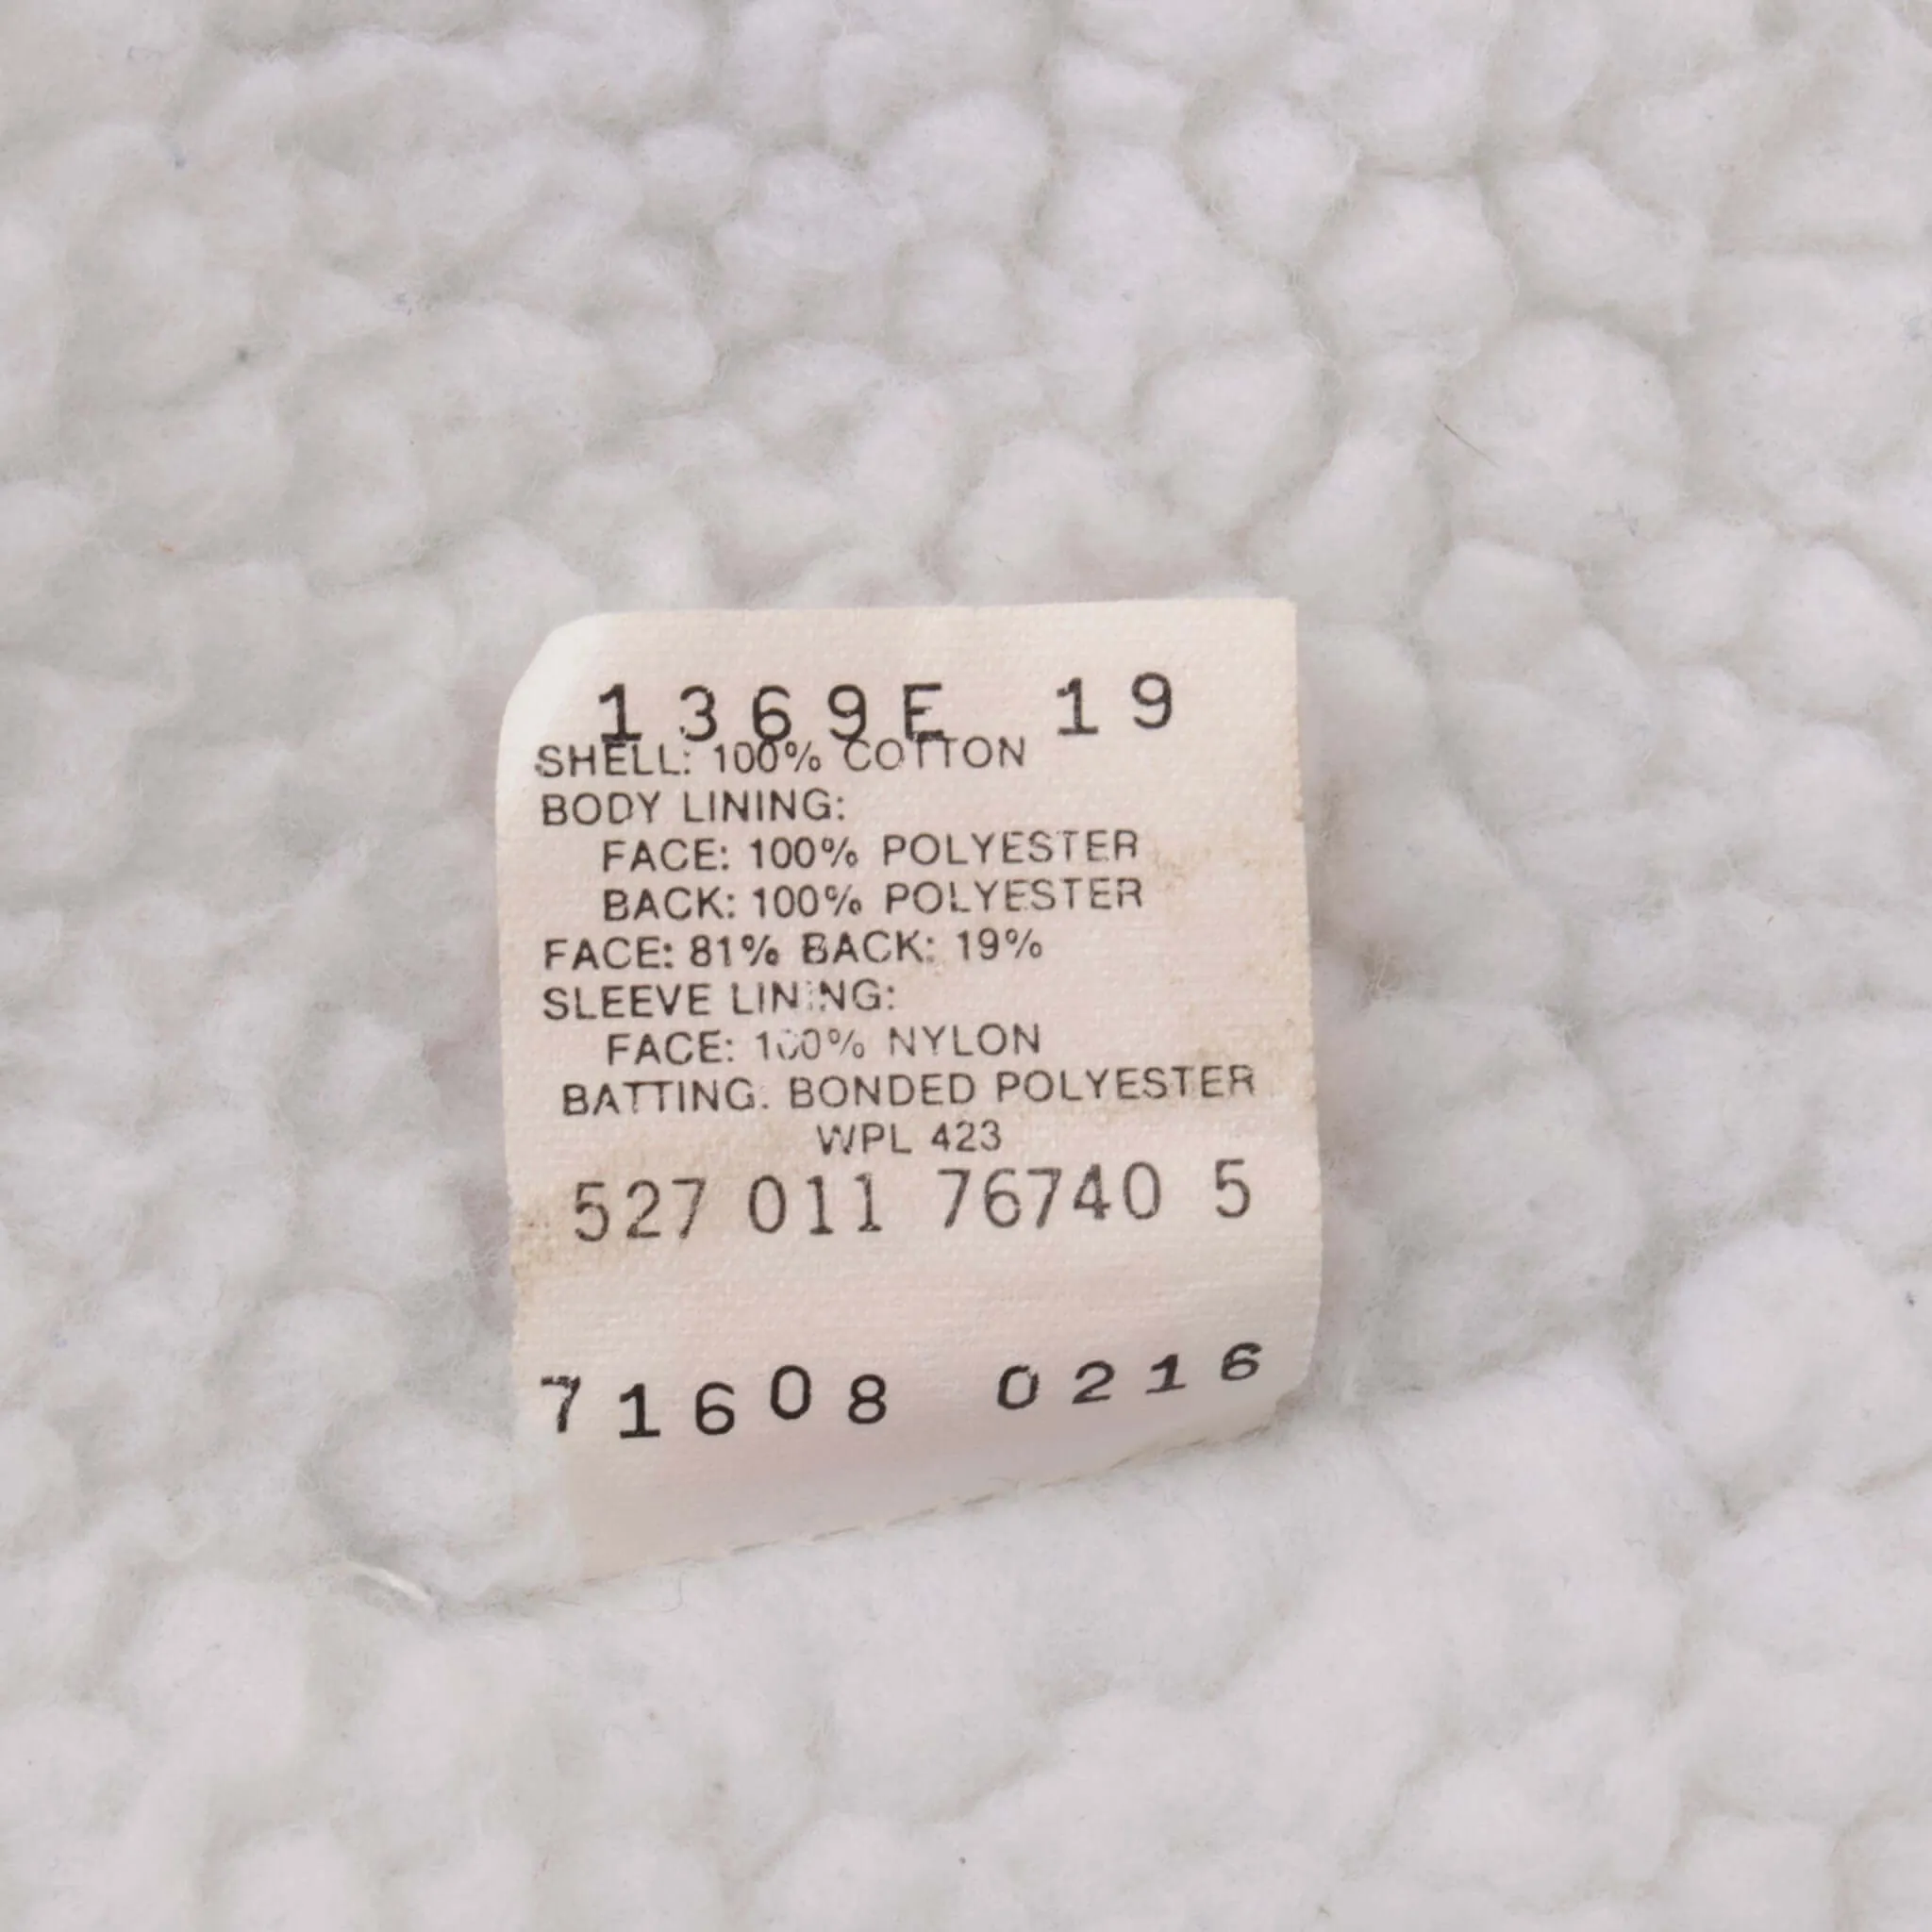 1369E 19
SHELL: 100% COTTON
BODY LINING:
FACE: 100% POLYESTER
BACK: 100% POLYESTER
FACE: 81% BACK: 19%
SLEEVE LINING:
FACE: 100% NYLON
BATTING: BONDED POLYESTER
WPL 423
527 011 76740 5
71608 0216